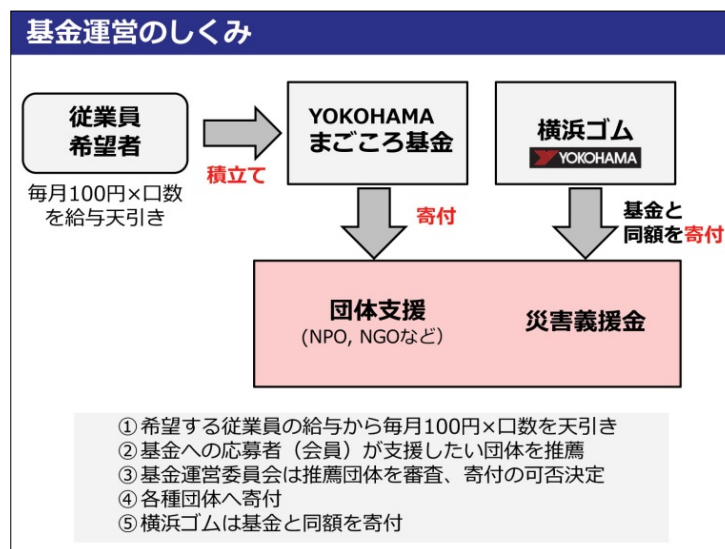 基金運営のしくみ
従業員
希望者
積立て
毎月100円×口数
を給与天引き
YOKOHAMA
まごころ基金
横浜ゴム
YOKOHAMA
寄付
基金と
同額を寄付
団体支援
(NPO, NGOなど）
災害義援金
①希望する従業員の給与から毎月100円×口数を天引き
②基金への応募者（会員）が支援したい団体を推薦
③基金運営委員会は推薦団体を審査、寄付の可否決定
④各種団体へ寄付
⑤横浜ゴムは基金と同額を寄付